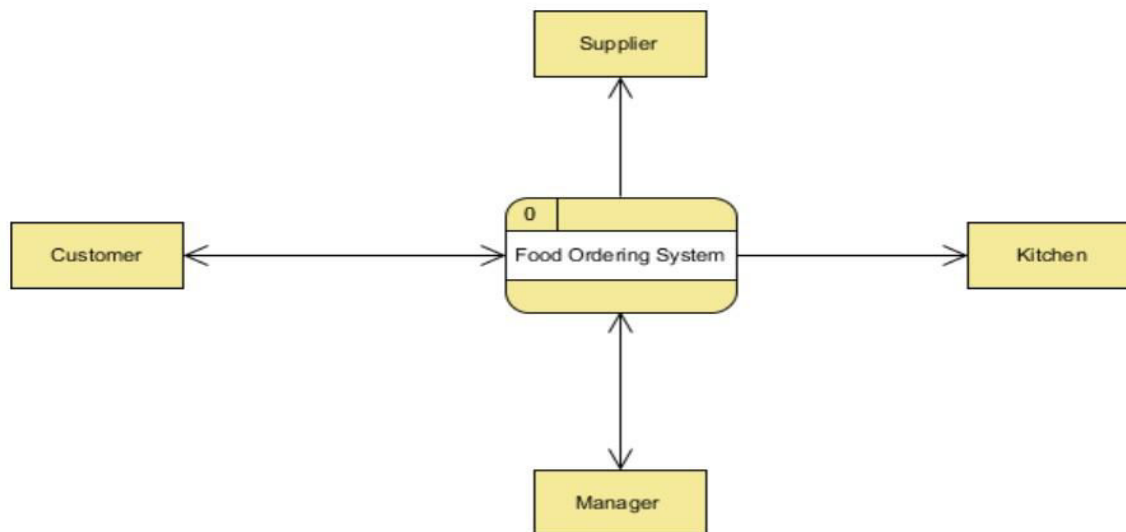 Supplier
0
Customer
Food Ordering System
Kitchen
Manager